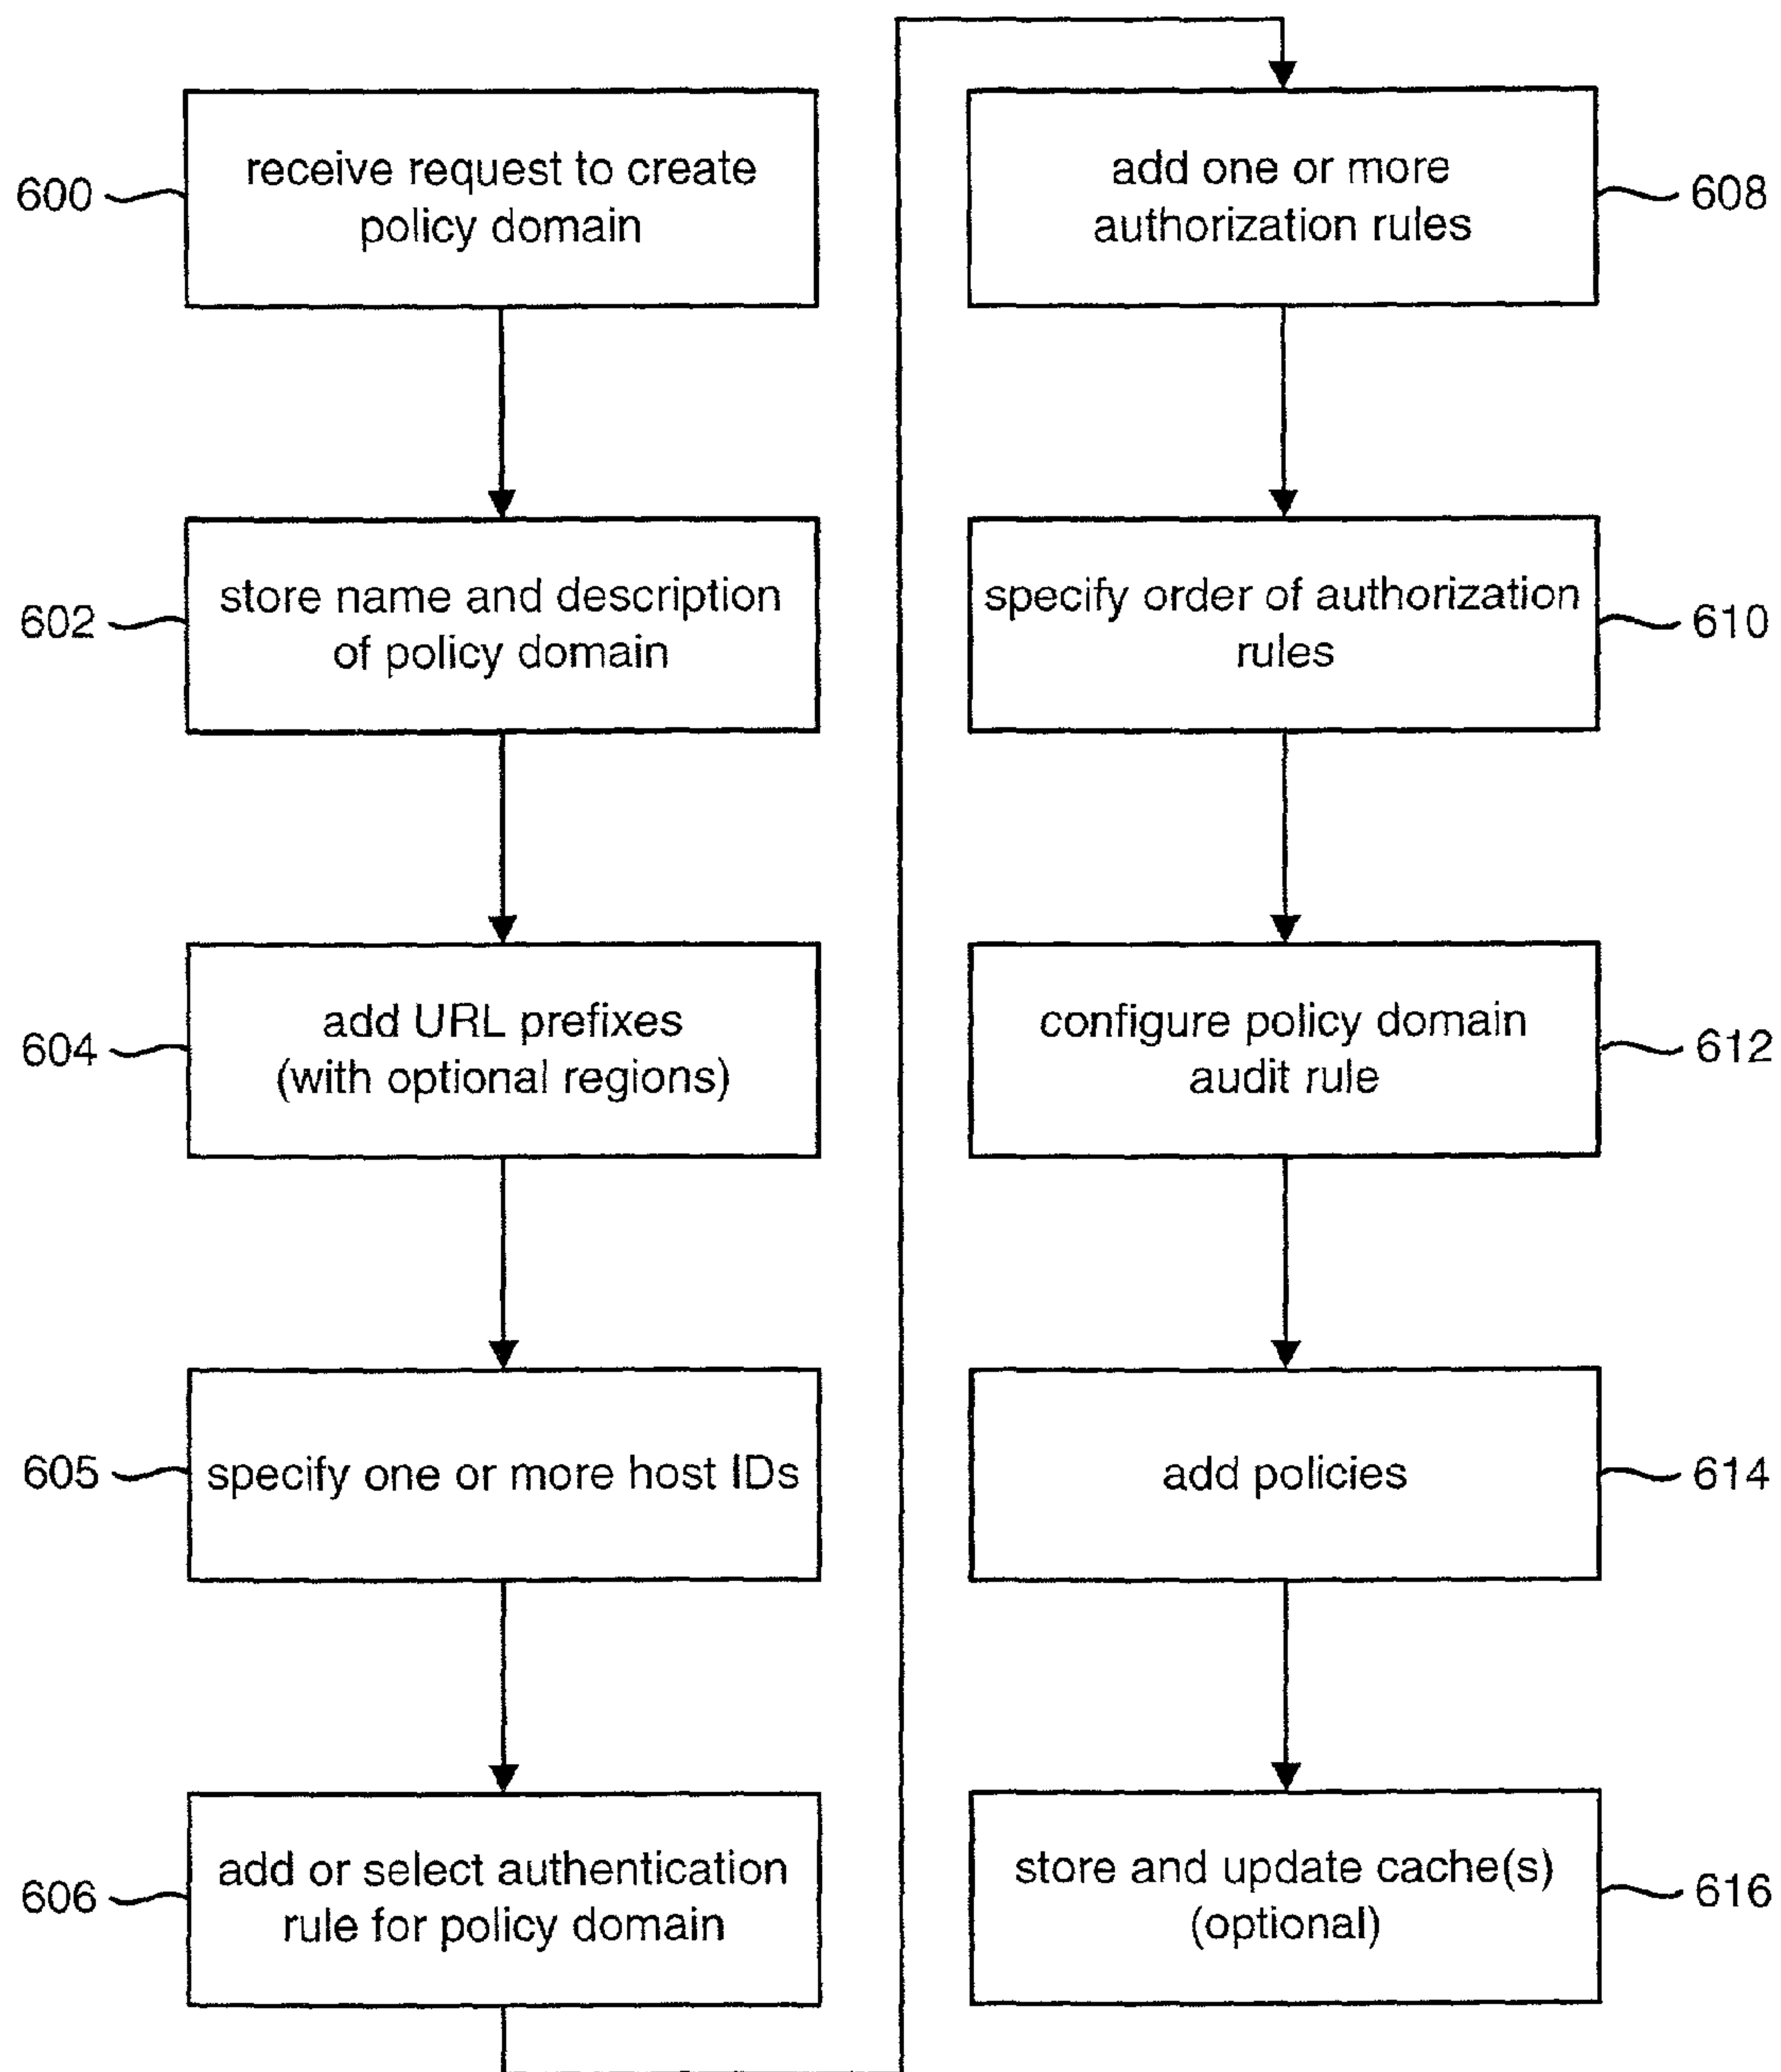 600
receive request to create
policy domain
602
store name and description
of policy domain
604
add URL prefixes
(with optional regions)
605
specify one or more host IDs
606
add or select authentication
rule for policy domain
add one or more
authorization rules
608
specify order of authorization
rules
610
configure policy domain
audit rule
612
add policies
614
store and update cache(s)
(optional)
616